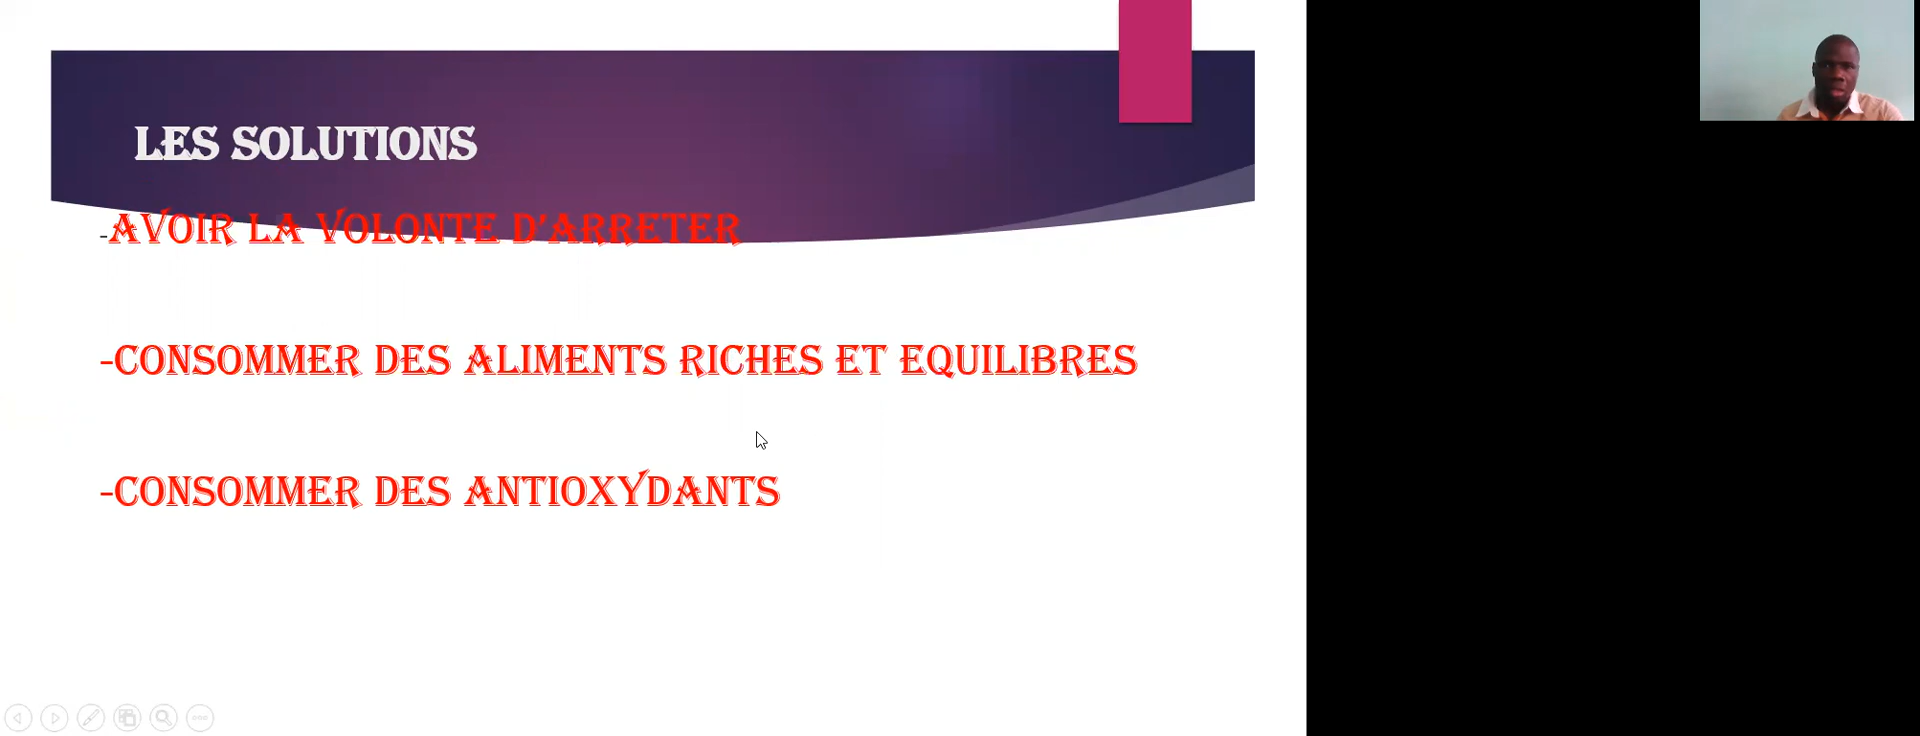 LES SOLUTIONS
-AVOIR LA VOLONTE D'ARRETER
-CONSOMMER DES ALIMENTS RICHES ET EQUILIBRES
-CONSOMMER DES ANTIOXYDANTS